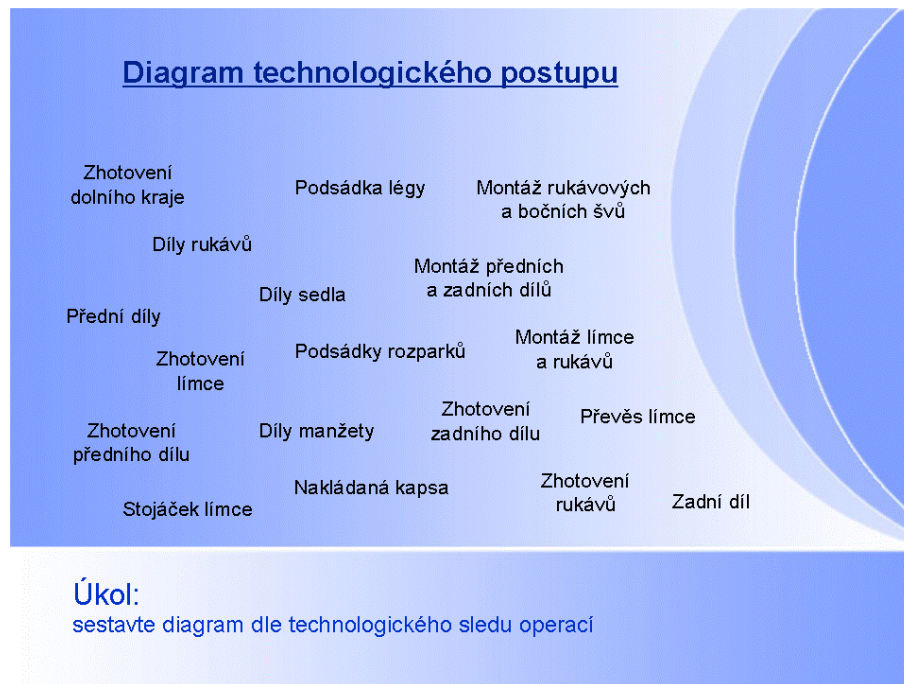 Diagram technologického postupu
Zhotovení
dolního kraje
Podsádka légy
Montáž rukávových
a bočních švů
Díly rukávů
Montáž předních
a zadních dílů
Díly sedla
Přední díly
Zhotovení
límce
Podsádky rozparků
Montáž límce
a rukávů
Zhotovení
předního dílu
Díly manžety
Zhotovení
zadního dílu
Převěs límce
Stojáček límce
Nakládaná kapsa
Zhotovení
rukávů
Zadní díl
Úkol:
sestavte diagram dle technologického sledu operací